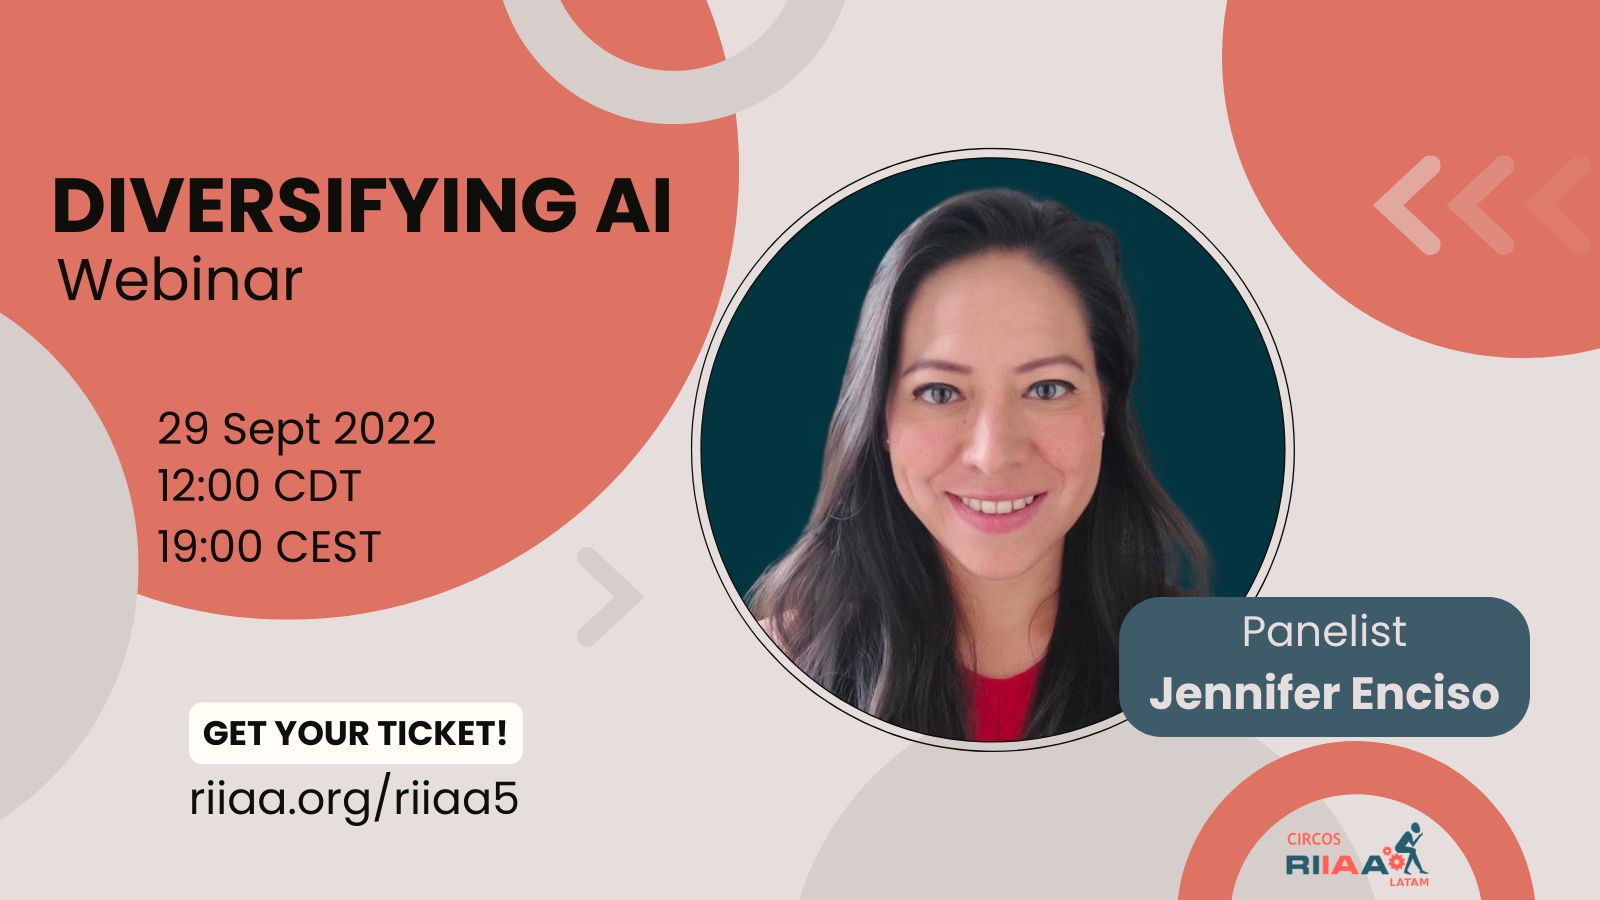 DIVERSIFYING AI
Webinar
29 Sept 2022
12:00 CDT
19:00 CEST
GET YOUR TICKET!
riiaa.org/riiaa5
Panelist
Jennifer Enciso
CIRCOS
RIIAA
LATAM